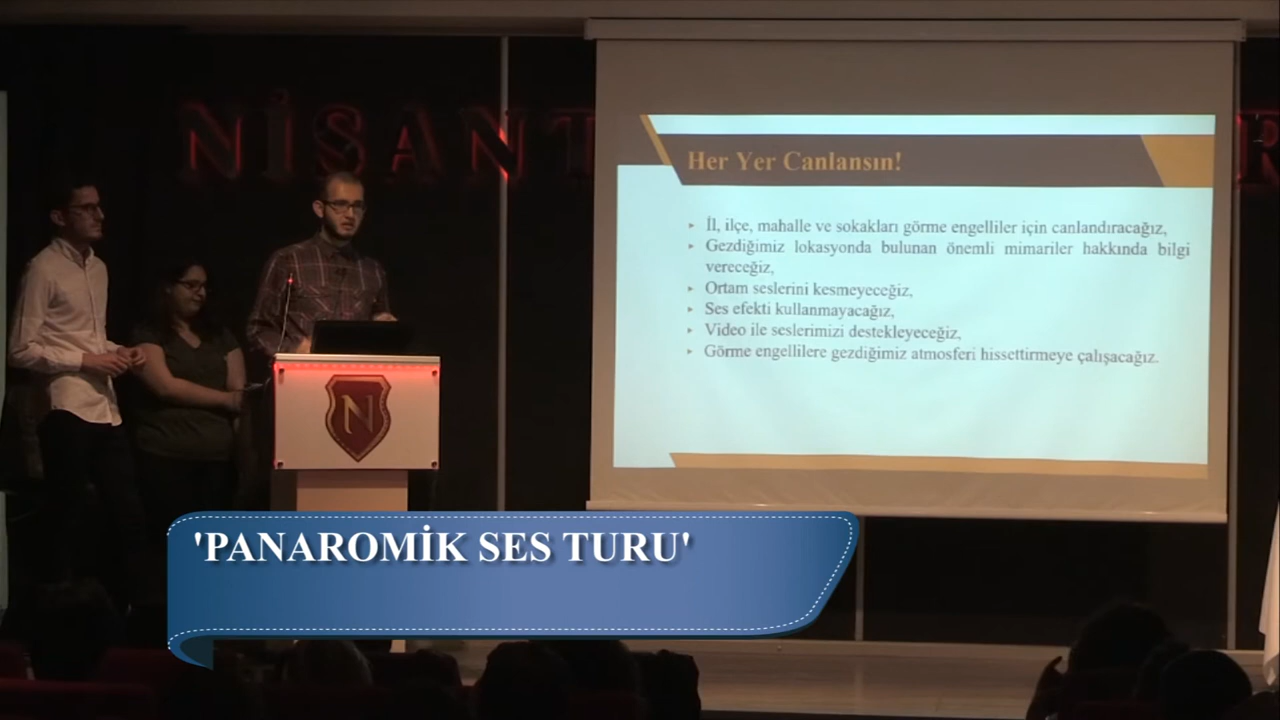 NİŞANT
Her Yer Canlansın!
İl, ilçe, mahalle ve sokakları görme engelliler için canlandıracağız,
Gezdiğimiz lokasyonda bulunan önemli mimariler hakkında bilgi
vereceğiz,
Ortam seslerini kesmeyeceğiz,
Ses efekti kullanmayacağız,
Video ile seslerimizi destekleyeceğiz,
Görme engellilere gezdiğimiz atmosferi hissettirmeye çalışacağız.
N
'PANAROMİK SES TURU'